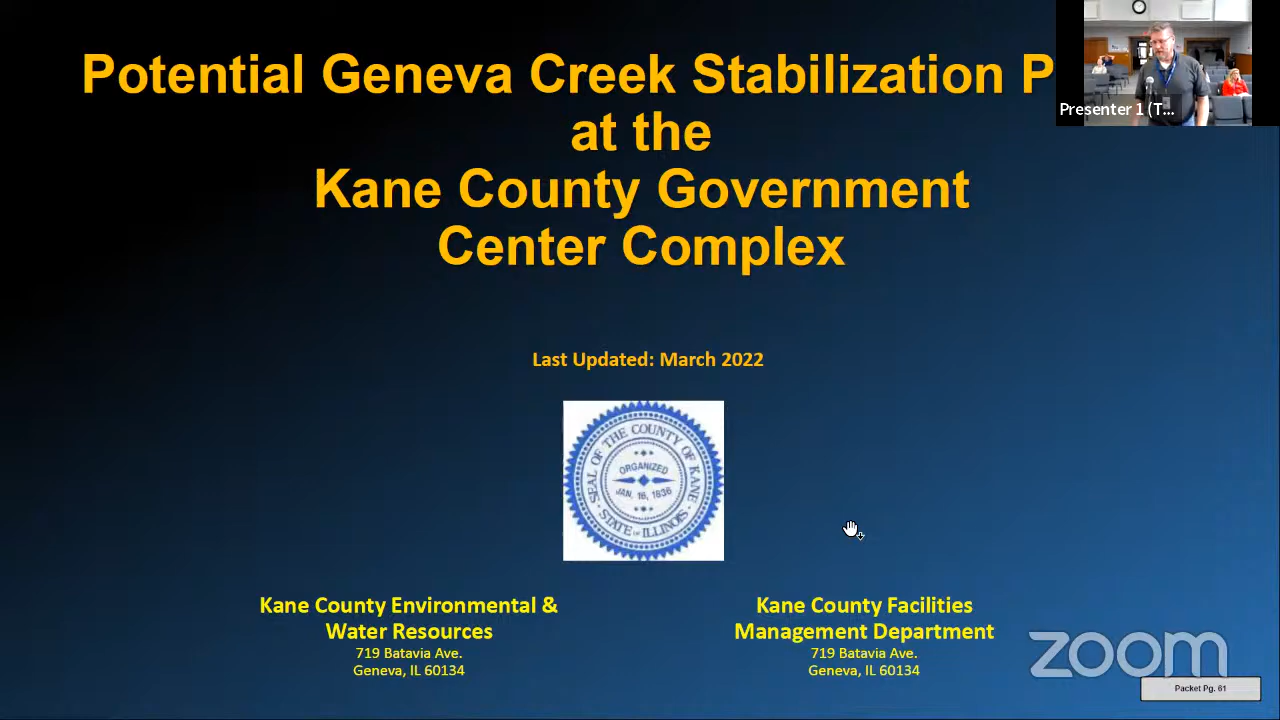 Potential Geneva Creek Stabilization P
at the
Kane County Government
Center Complex
Presenter 1 (T...
Last Updated: March 2022
SEAL OF THE COUNTY OF KANE
ORGANIZED
JAN. 16, 1836
STATE OF ILLINOIS
Kane County Environmental &
Water Resources
719 Batavia Ave.
Geneva, IL 60134
Kane County Facilities
Management Department
719 Batavia Ave.
Geneva, IL 60134
zoom
Packet Pg. 61